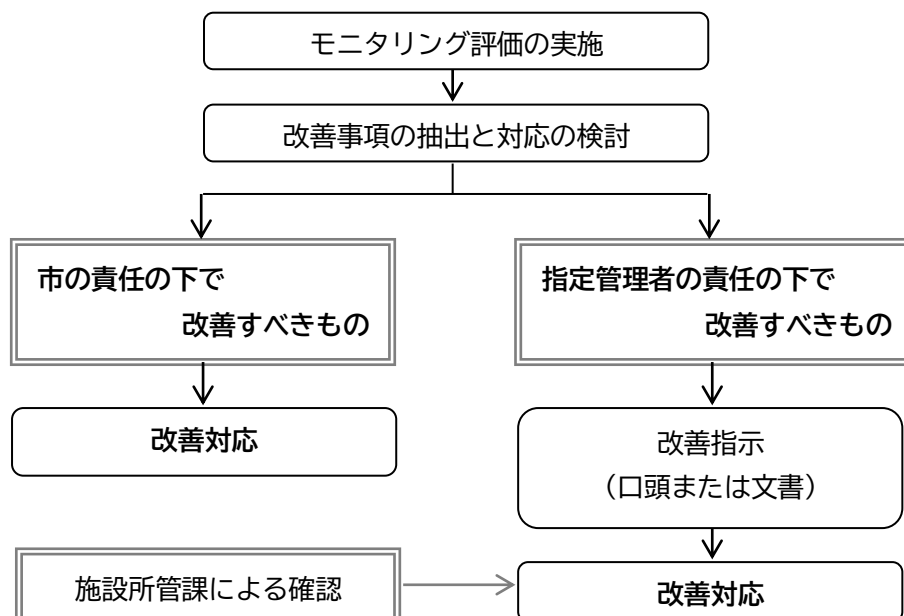 モニタリング評価の実施
改善事項の抽出と対応の検討
市の責任の下で
改善すべきもの
指定管理者の責任の下で
改善すべきもの
改善対応
改善指示
（口頭または文書）
施設所管課による確認
改善対応